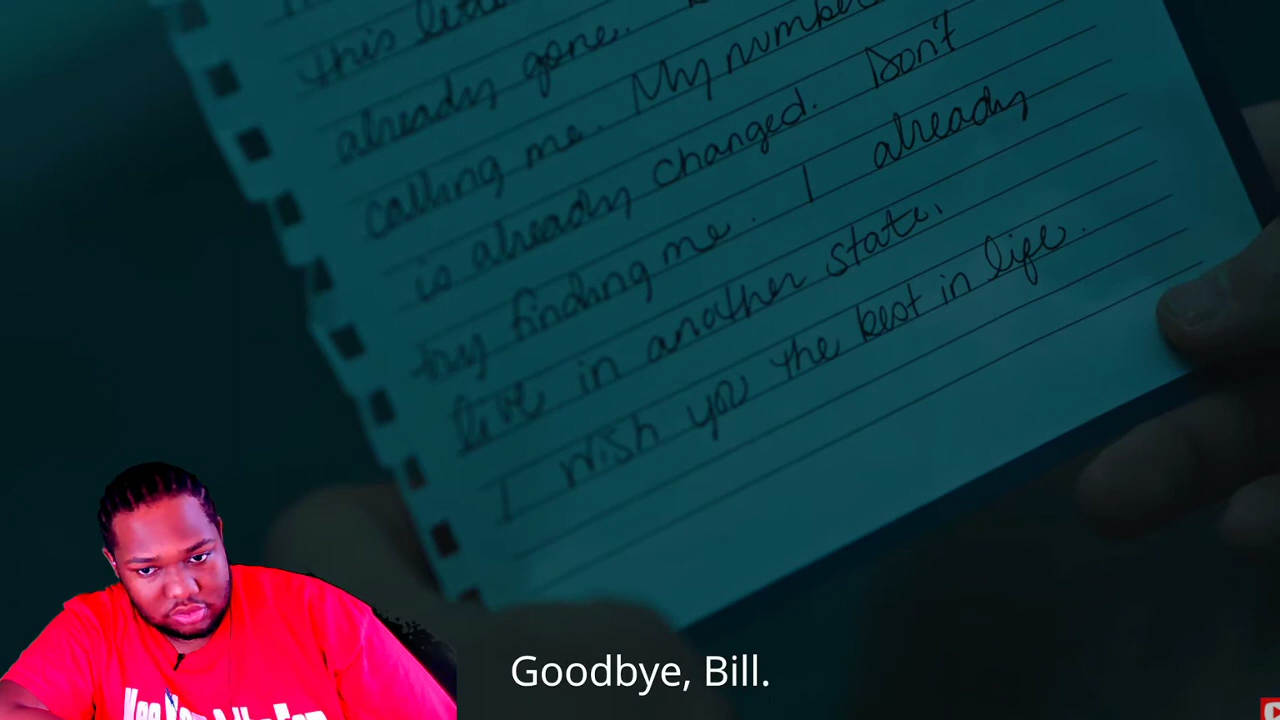 this
already gone.
calling me. My number
is already changed. Don't
try finding me. I already
live in another state.
I wish you the best in life.
Goodbye, Bill.